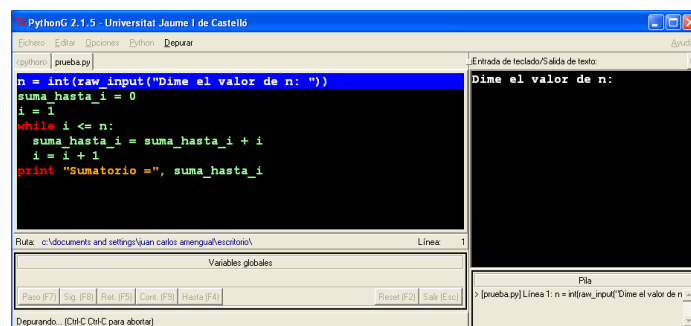 PythonG 2.1.5 - Universitat Jaume I de Castelló
Fichero Editar Opciones Python Depurar Ayuda
<python> prueba.py Entrada de teclado/Salida de texto:
n = int(raw_input("Dime el valor de n: "))
suma_hasta_i = 0
i = 1
while i <= n:
  suma_hasta_i = suma_hasta_i + i
  i = i + 1
print "Sumatorio =", suma_hasta_i
Dime el valor de n:
Ruta: c:\documents and settings\juan carlos amengual\escritorio\ Línea: 1
Variables globales
Paso (F7) Sig. (F8) Ret. (F5) Cont. (F9) Hasta (F4) Reset (F2) Salir (Esc)
Depurando... (Ctrl-C Ctrl-C para abortar)
Pila
> [prueba.py] Línea 1: n = int(raw_input("Dime el valor de n